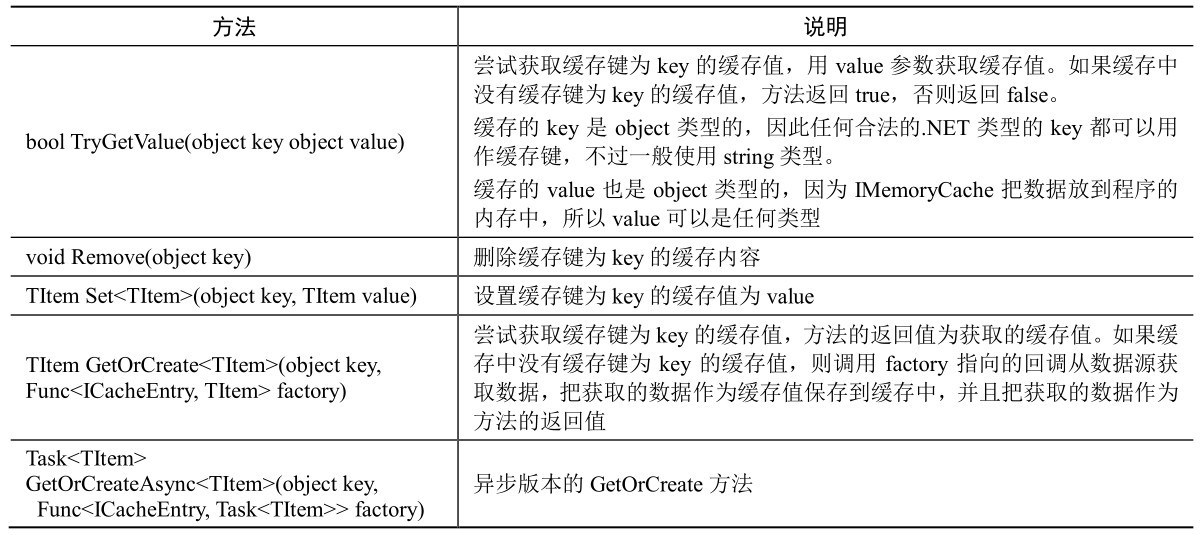 方法
说明
bool TryGetValue(object key object value)
尝试获取缓存键为 key 的缓存值，用 value 参数获取缓存值。如果缓存中
没有缓存键为 key 的缓存值，方法返回 true，否则返回 false。
缓存的 key 是 object 类型的，因此任何合法的.NET 类型的 key 都可以用
作缓存键，不过一般使用 string 类型。
缓存的 value 也是 object 类型的，因为 IMemoryCache 把数据放到程序的
内存中，所以 value 可以是任何类型
void Remove(object key)
删除缓存键为 key 的缓存内容
TItem Set<TItem>(object key, TItem value)
设置缓存键为 key 的缓存值为 value
TItem GetOrCreate<TItem>(object key,
Func<ICacheEntry, TItem> factory)
尝试获取缓存键为 key 的缓存值，方法的返回值为获取的缓存值。如果缓
存中没有缓存键为 key 的缓存值，则调用 factory 指向的回调从数据源获
取数据，把获取的数据作为缓存值保存到缓存中，并且把获取的数据作为
方法的返回值
Task<TItem>
GetOrCreateAsync<TItem>(object key,
Func<ICacheEntry, Task<TItem>> factory)
异步版本的 GetOrCreate 方法